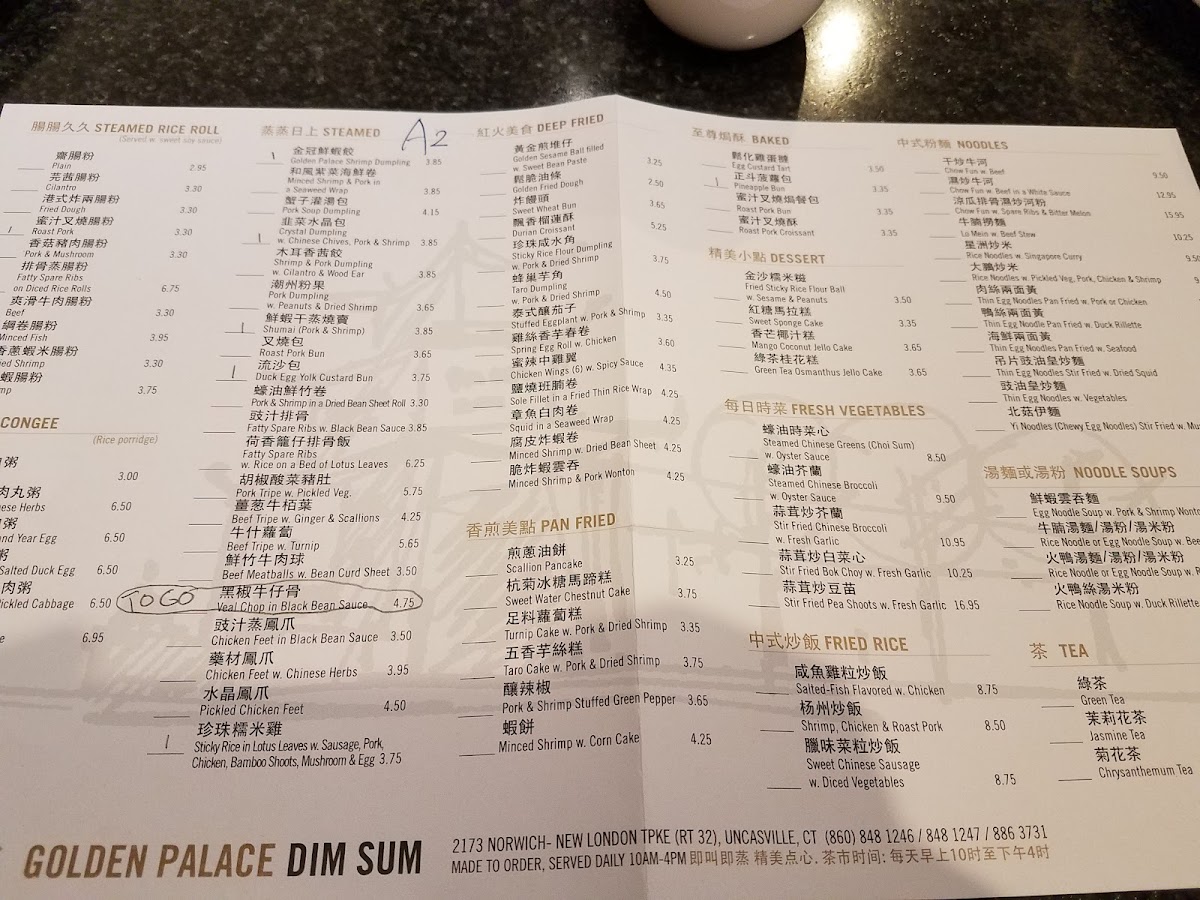 腸腸久久 STEAMED RICE ROLL
(Served w. sweet soy sauce)
齋腸粉
Plain 2.95
芫茜腸粉
Cilantro 3.30
港式炸兩腸粉
Fried Dough 3.30
蜜汁叉燒腸粉
1 Roast Pork 3.30
香菇豬肉腸粉
Pork & Mushroom 3.30
排骨蒸腸粉
Fatty Spare Ribs
on Diced Rice Rolls 6.75
爽滑牛肉腸粉
Beef 3.30
卷腸粉
Minced Fish 3.95
香蔥蝦米腸粉
Dried Shrimp 3.30
蝦腸粉
3.75
CONGEE
(Rice porridge)
粥
3.00
肉丸粥
6.50
粥
and Year Egg 6.50
粥
Salted Duck Egg 6.50
肉粥
Pickled Cabbage 6.50
6.95
蒸蒸日上 STEAMED
A2
金冠鮮蝦餃
1 Golden Palace Shrimp Dumpling 3.85
和風紫菜海鮮卷
Minced Shrimp & Pork in
a Seaweed Wrap 3.85
蟹子灌湯包
Pork Soup Dumpling 4.15
韭菜水晶包
Crystal Dumpling
1 w. Chinese Chives, Pork & Shrimp 3.85
木耳香茜餃
Shrimp & Pork Dumpling
w. Cilantro & Wood Ear 3.85
潮州粉果
Pork Dumpling
w. Peanuts & Dried Shrimp 3.65
鮮蝦干蒸燒賣
1 Shumai (Pork & Shrimp) 3.85
叉燒包
Roast Pork Bun 3.65
流沙包
1 Duck Egg Yolk Custard Bun 3.75
蠔油鮮竹卷
Pork & Shrimp in a Dried Bean Sheet Roll 3.30
豉汁排骨
Fatty Spare Ribs w. Black Bean Sauce 3.85
荷香籠仔排骨飯
Fatty Spare Ribs
w. Rice on a Bed of Lotus Leaves 6.25
胡椒酸菜豬肚
Pork Tripe w. Pickled Veg. 5.75
薑葱牛栢葉
Beef Tripe w. Ginger & Scallions 4.25
牛什蘿蔔
Beef Tripe w. Turnip 5.65
鮮竹牛肉球
Beef Meatballs w. Bean Curd Sheet 3.50
黑椒牛仔骨
TO GO Veal Chop in Black Bean Sauce 4.75
豉汁蒸鳳爪
Chicken Feet in Black Bean Sauce 3.50
藥材鳳爪
Chicken Feet w. Chinese Herbs 3.95
水晶鳳爪
Pickled Chicken Feet 4.50
珍珠糯米雞
1 Sticky Rice in Lotus Leaves w. Sausage, Pork,
Chicken, Bamboo Shoots, Mushroom & Egg 3.75
紅火美食 DEEP FRIED
黃金煎堆仔
Golden Sesame Ball filled
w. Sweet Bean Paste 3.25
鬆脆油條
Golden Fried Dough 2.50
炸饅頭
Sweet Wheat Bun 3.65
飄香榴蓮酥
Durian Croissant 5.25
珍珠咸水角
Sticky Rice Flour Dumpling
w. Pork & Dried Shrimp 3.75
蜂巢芋角
Taro Dumpling
w. Pork & Dried Shrimp 4.50
泰式釀茄子
Stuffed Eggplant w. Pork & Shrimp 3.35
雞絲香芋春卷
Spring Egg Roll w. Chicken 3.60
蜜辣中雞翼
Chicken Wings (6) w. Spicy Sauce 4.35
鹽燒班腩卷
Sole Fillet in a Fried Thin Rice Wrap 4.25
章魚白肉卷
Squid in a Seaweed Wrap 4.25
腐皮炸蝦卷
Minced Shrimp w. Dried Bean Sheet 4.25
脆炸蝦雲吞
Minced Shrimp & Pork Wonton 4.25
香煎美點 PAN FRIED
煎蔥油餅
Scallion Pancake 3.25
杭菊冰糖馬蹄糕
Sweet Water Chestnut Cake 3.75
足料蘿蔔糕
Turnip Cake w. Pork & Dried Shrimp 3.35
五香芋絲糕
Taro Cake w. Pork & Dried Shrimp 3.75
釀辣椒
Pork & Shrimp Stuffed Green Pepper 3.65
蝦餅
Minced Shrimp w. Corn Cake 4.25
至尊焗酥 BAKED
鬆化雞蛋撻
Egg Custard Tart 3.50
正斗菠蘿包
1 Pineapple Bun 3.35
蜜汁叉燒焗餐包
Roast Pork Bun 3.35
蜜汁叉燒酥
Roast Pork Croissant 3.35
精美小點 DESSERT
金沙糯米糍
Fried Sticky Rice Flour Ball
w. Sesame & Peanuts 3.50
紅糖馬拉糕
Sweet Sponge Cake 3.35
香芒椰汁糕
Mango Coconut Jello Cake 3.65
綠茶桂花糕
Green Tea Osmanthus Jello Cake 3.65
每日時菜 FRESH VEGETABLES
蠔油時菜心
Steamed Chinese Greens (Choi Sum)
w. Oyster Sauce 8.50
蠔油芥蘭
Steamed Chinese Broccoli
w. Oyster Sauce 9.50
蒜茸炒芥蘭
Stir Fried Chinese Broccoli
w. Fresh Garlic 10.95
蒜茸炒白菜心
Stir Fried Bok Choy w. Fresh Garlic 10.25
蒜茸炒豆苗
Stir Fried Pea Shoots w. Fresh Garlic 16.95
中式炒飯 FRIED RICE
咸魚雞粒炒飯
Salted-Fish Flavored w. Chicken 8.75
杨州炒飯
Shrimp, Chicken & Roast Pork 8.50
臘味菜粒炒飯
Sweet Chinese Sausage
w. Diced Vegetables 8.75
中式粉麵 NOODLES
干炒牛河
Chow Fun w. Beef 9.50
濕炒牛河
Chow Fun w. Beef in a White Sauce 12.95
涼瓜排骨濕炒河粉
Chow Fun w. Spare Ribs & Bitter Melon 15.95
牛腩撈麵
Lo Mein w. Beef Stew 10.25
星洲炒米
Rice Noodles w. Singapore Curry 9.50
大鵬炒米
Rice Noodles w. Pickled Veg, Pork, Chicken & Shrimp
肉絲兩面黃
Thin Egg Noodles Pan Fried w. Pork or Chicken
鴨絲兩面黃
Thin Egg Noodle Pan Fried w. Duck Rillette
海鮮兩面黃
Thin Egg Noodles Pan Fried w. Seafood
吊片豉油皇炒麵
Thin Egg Noodles Stir Fried w. Dried Squid
豉油皇炒麵
Thin Egg Noodles w. Vegetables
北菇伊麵
Yi Noodles (Chewy Egg Noodles) Stir Fried w.
湯麵或湯粉 NOODLE SOUPS
鮮蝦雲吞麵
Egg Noodle Soup w. Pork & Shrimp
牛腩湯麵/湯粉/湯米粉
Rice Noodle or Egg Noodle Soup w.
火鴨湯麵/湯粉/湯米粉
Rice Noodle or Egg Noodle Soup w.
火鴨絲湯米粉
Rice Noodle Soup w. Duck Rillette
茶 TEA
綠茶
Green Tea
茉莉花茶
Jasmine Tea
菊花茶
Chrysanthemum Tea
GOLDEN PALACE DIM SUM
2173 NORWICH- NEW LONDON TPKE (RT 32), UNCASVILLE, CT (860) 848 1246 / 848 1247 / 886 3731
MADE TO ORDER, SERVED DAILY 10AM-4PM 即叫即蒸 精美点心. 茶市时间: 每天早上10时至下午4时